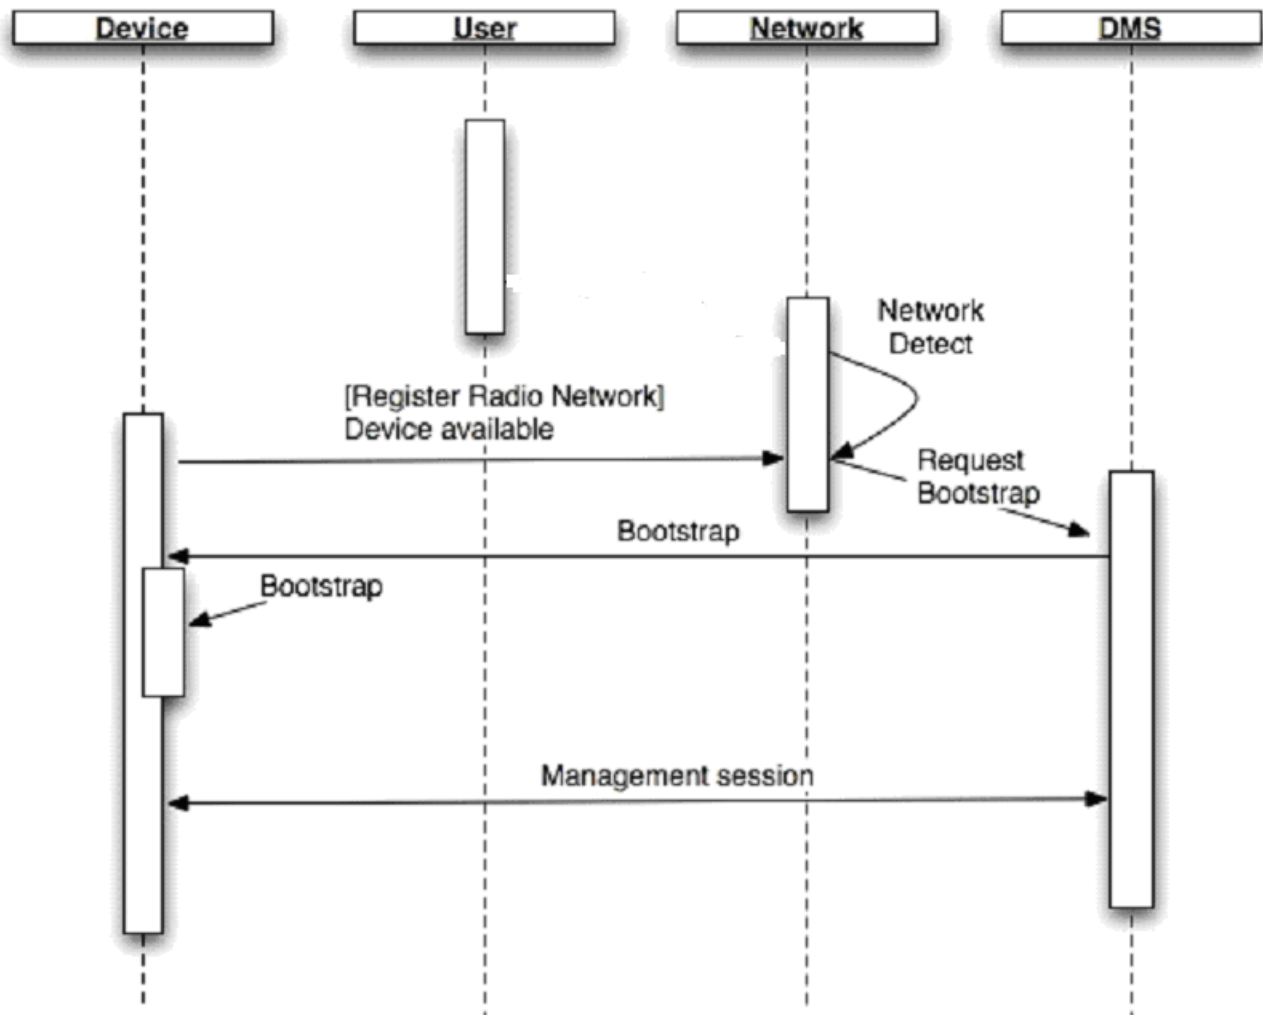 Device
User
Network
DMS
Network
Detect
[Register Radio Network]
Device available
Request
Bootstrap
Bootstrap
Bootstrap
Management session